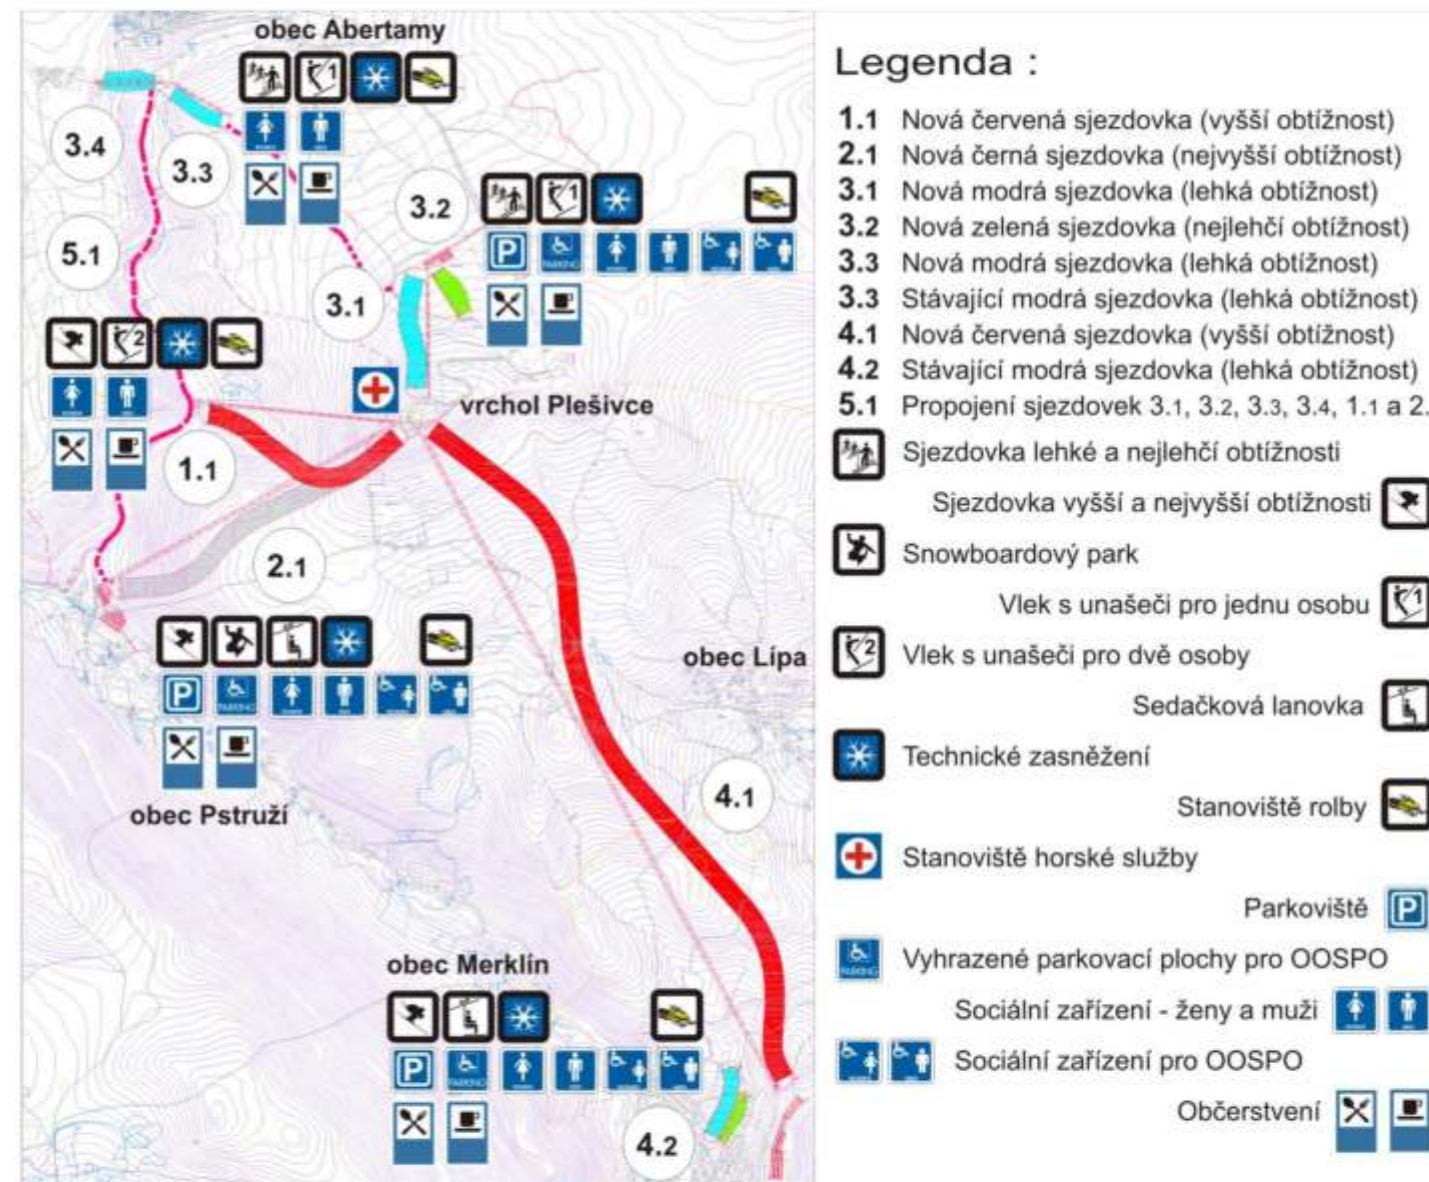 obec Abertamy
3.4
3.3
3.2
5.1
3.1
vrchol Plešivce
1.1
2.1
obec Lípa
4.1
obec Pstruží
obec Merklín
4.2
Legenda :
1.1 Nová červená sjezdovka (vyšší obtížnost)
2.1 Nová černá sjezdovka (nejvyšší obtížnost)
3.1 Nová modrá sjezdovka (lehká obtížnost)
3.2 Nová zelená sjezdovka (nejlehčí obtížnost)
3.3 Nová modrá sjezdovka (lehká obtížnost)
3.3 Stávající modrá sjezdovka (lehká obtížnost)
4.1 Nová červená sjezdovka (vyšší obtížnost)
4.2 Stávající modrá sjezdovka (lehká obtížnost)
5.1 Propojení sjezdovek 3.1, 3.2, 3.3, 3.4, 1.1 a 2.
Sjezdovka lehké a nejlehčí obtížnosti
Sjezdovka vyšší a nejvyšší obtížnosti
Snowboardový park
Vlek s unašeči pro jednu osobu 1
2 Vlek s unašeči pro dvě osoby
Sedačková lanovka
Technické zasněžení
Stanoviště rolby
Stanoviště horské služby
Parkoviště P
PARKING Vyhrazené parkovací plochy pro OOSPO
Sociální zařízení - ženy a muži
Sociální zařízení pro OOSPO
Občerstvení